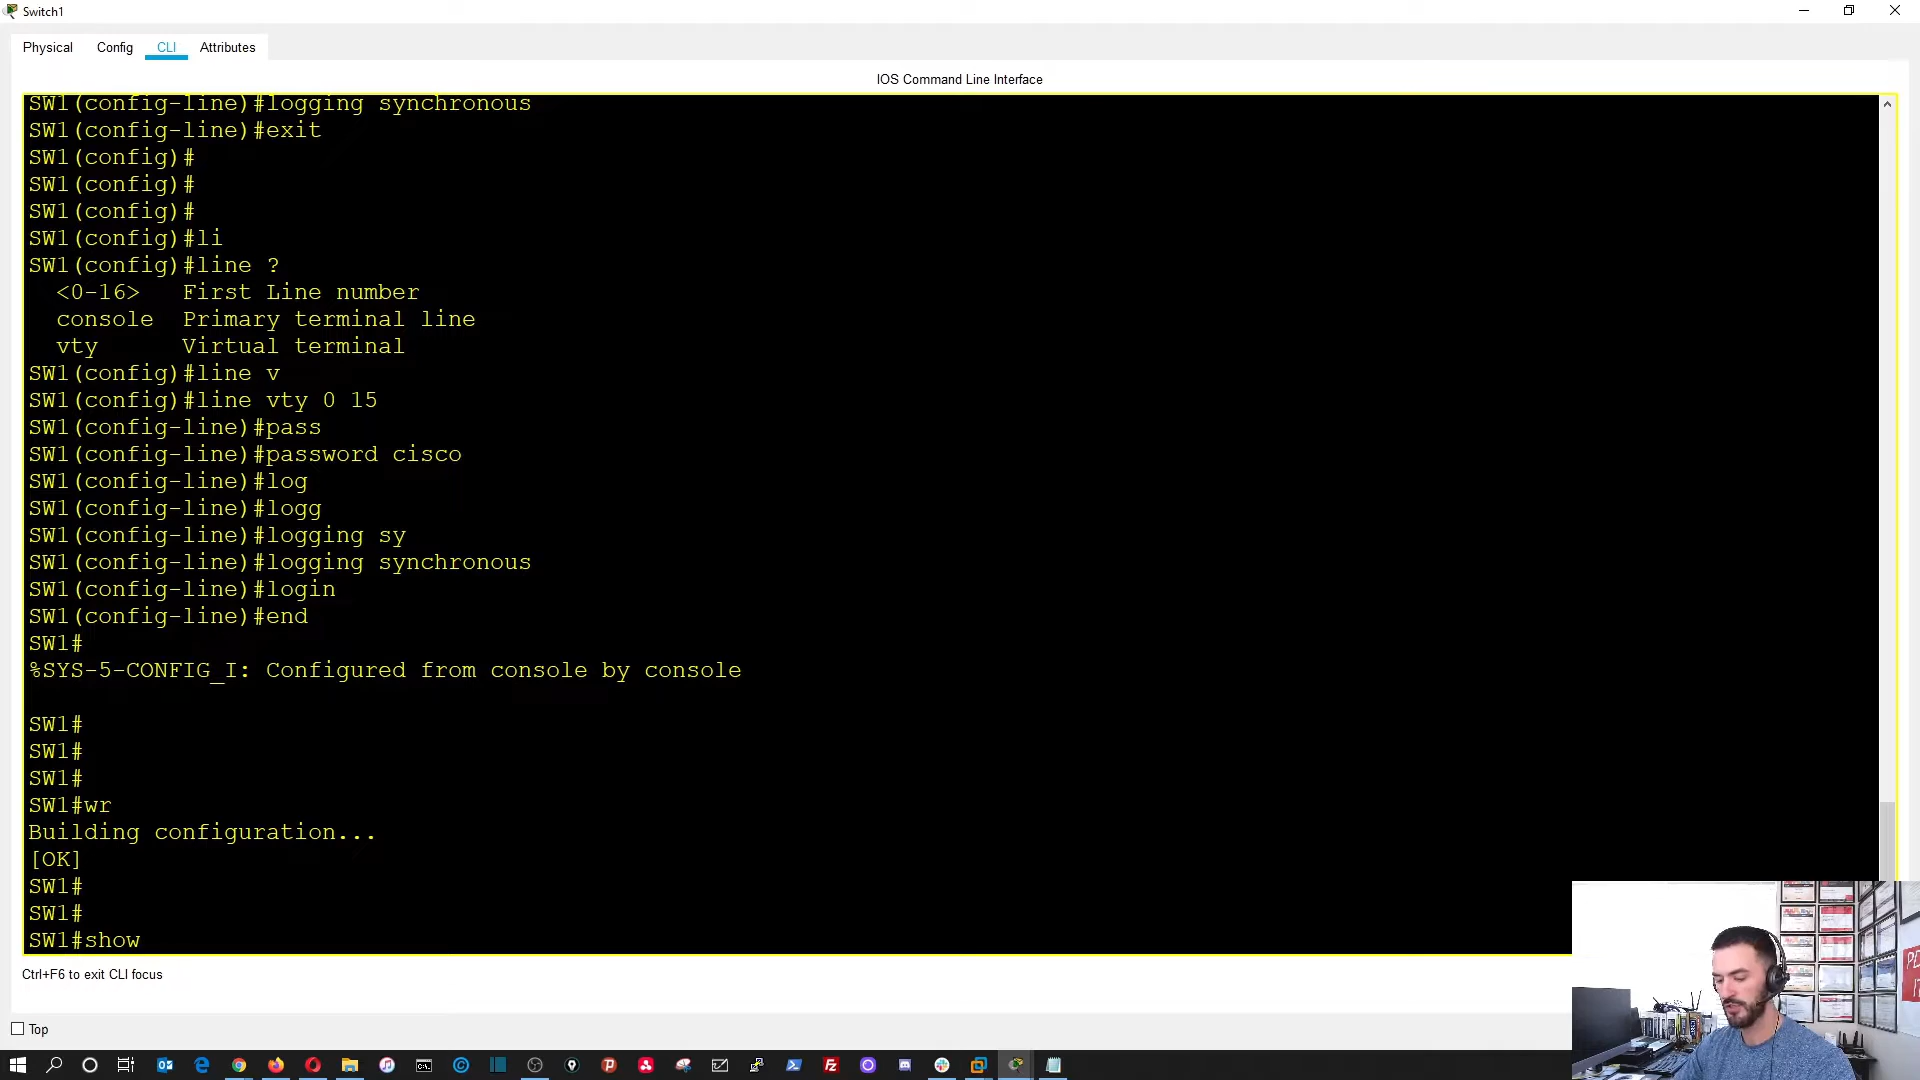 Switch1
Physical Config CLI Attributes
IOS Command Line Interface
SW1(config-line)#logging synchronous
SW1(config-line)#exit
SW1(config)#
SW1(config)#
SW1(config)#
SW1(config)#li
SW1(config)#line ?
<0-16> First Line number
console Primary terminal line
vty Virtual terminal
SW1(config)#line v
SW1(config)#line vty 0 15
SW1(config-line)#pass
SW1(config-line)#password cisco
SW1(config-line)#log
SW1(config-line)#logg
SW1(config-line)#logging sy
SW1(config-line)#logging synchronous
SW1(config-line)#login
SW1(config-line)#end
SW1#
%SYS-5-CONFIG_I: Configured from console by console
SW1#
SW1#
SW1#
SW1#wr
Building configuration...
[OK]
SW1#
SW1#
SW1#show
Ctrl+F6 to exit CLI focus
Top